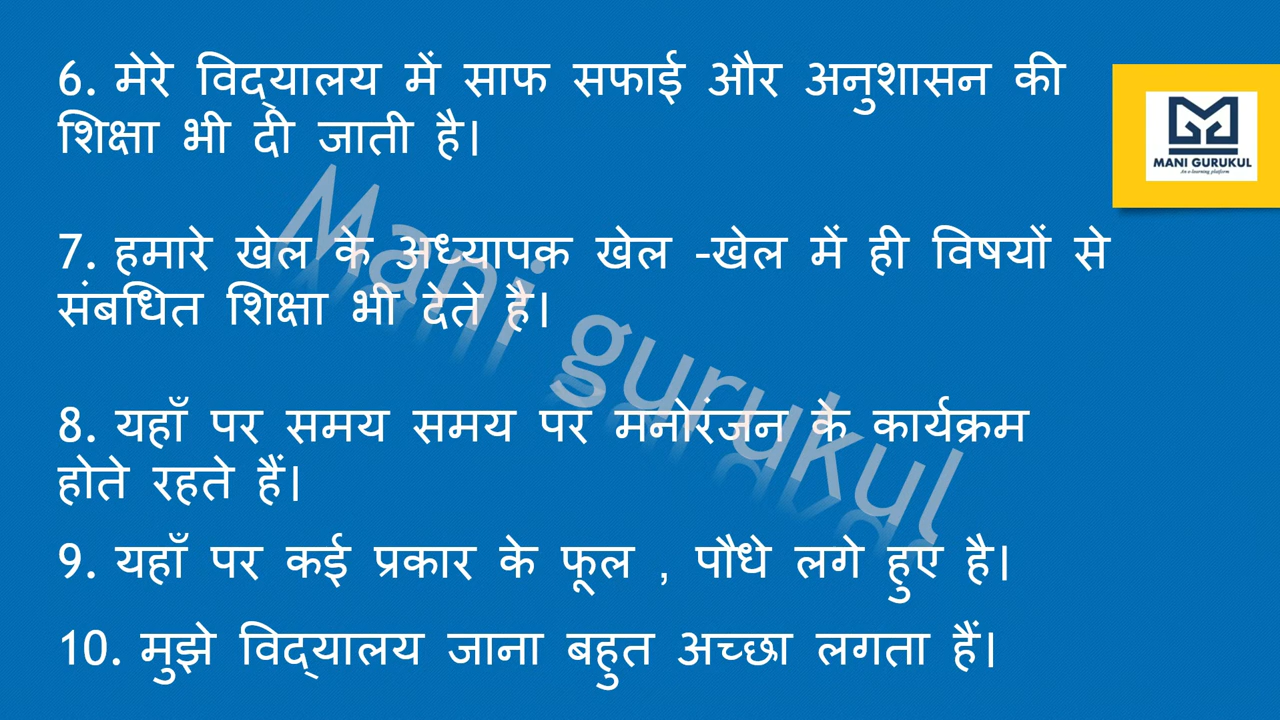 6. मेरे विद्यालय में साफ सफाई और अनुशासन की
शिक्षा भी दी जाती है।
7. हमारे खेल के अध्यापक खेल -खेल में ही विषयों से
संबधित शिक्षा भी देते है।
8. यहाँ पर समय समय पर मनोरंजन के कार्यक्रम
होते रहते हैं।
9. यहाँ पर कई प्रकार के फूल , पौधे लगे हुए है।
10. मुझे विद्यालय जाना बहुत अच्छा लगता हैं।
MANI GURUKUL
An e-learning platform
Mani gurukul